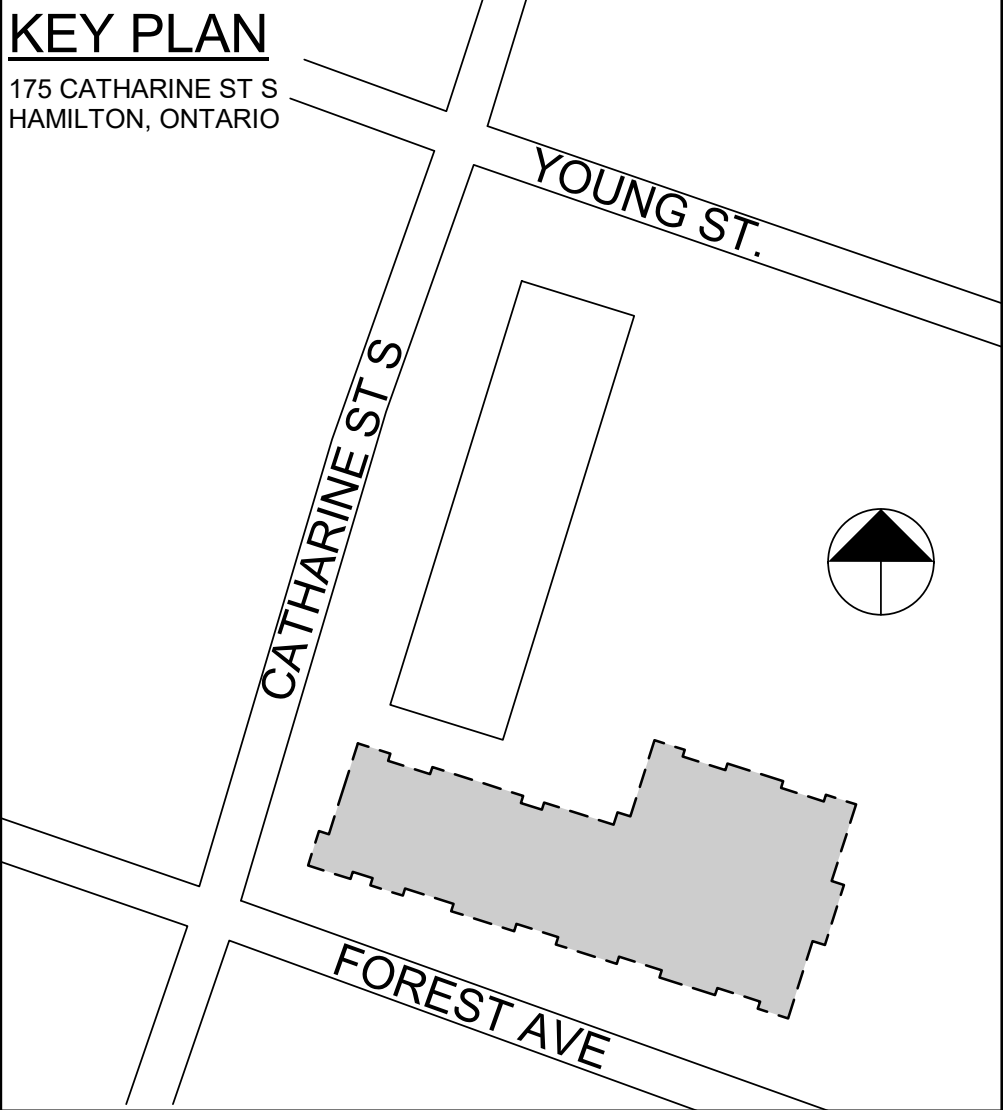 KEY PLAN
175 CATHARINE ST S
HAMILTON, ONTARIO
YOUNG ST.
CATHARINE ST S
FOREST AVE